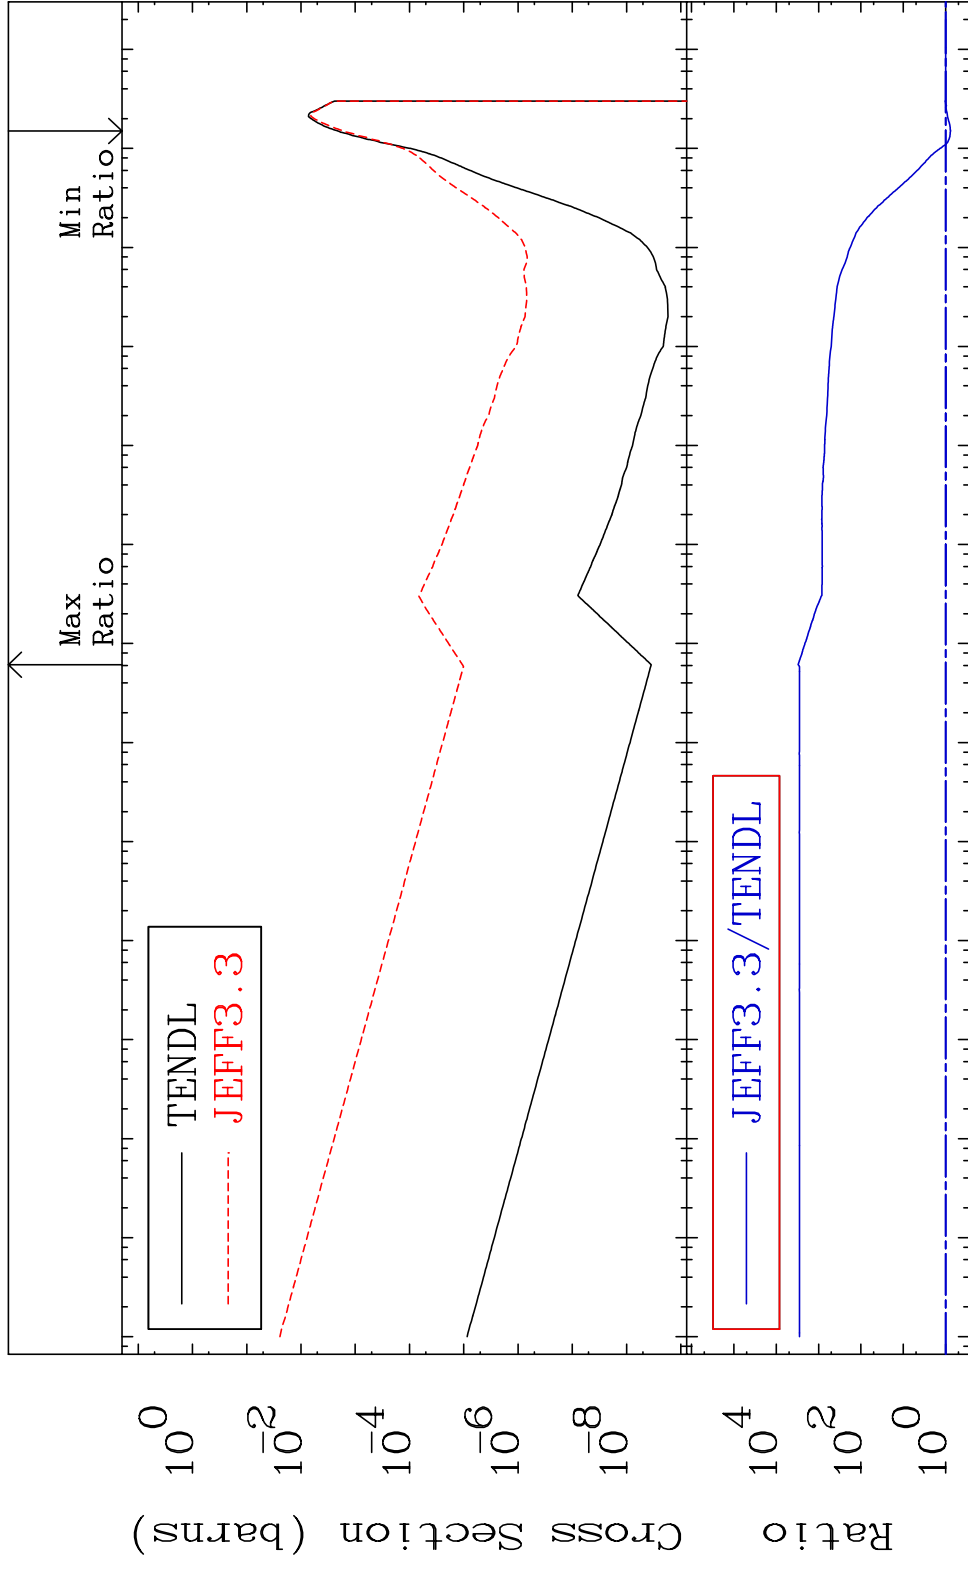 Min
Ratio
Max
Ratio
TENDL
JEFF3.3
JEFF3.3/TENDL
10^0
10^-2
10^-4
10^-6
10^-8
10^4
10^2
10^0
Cross Section (barns)
Ratio